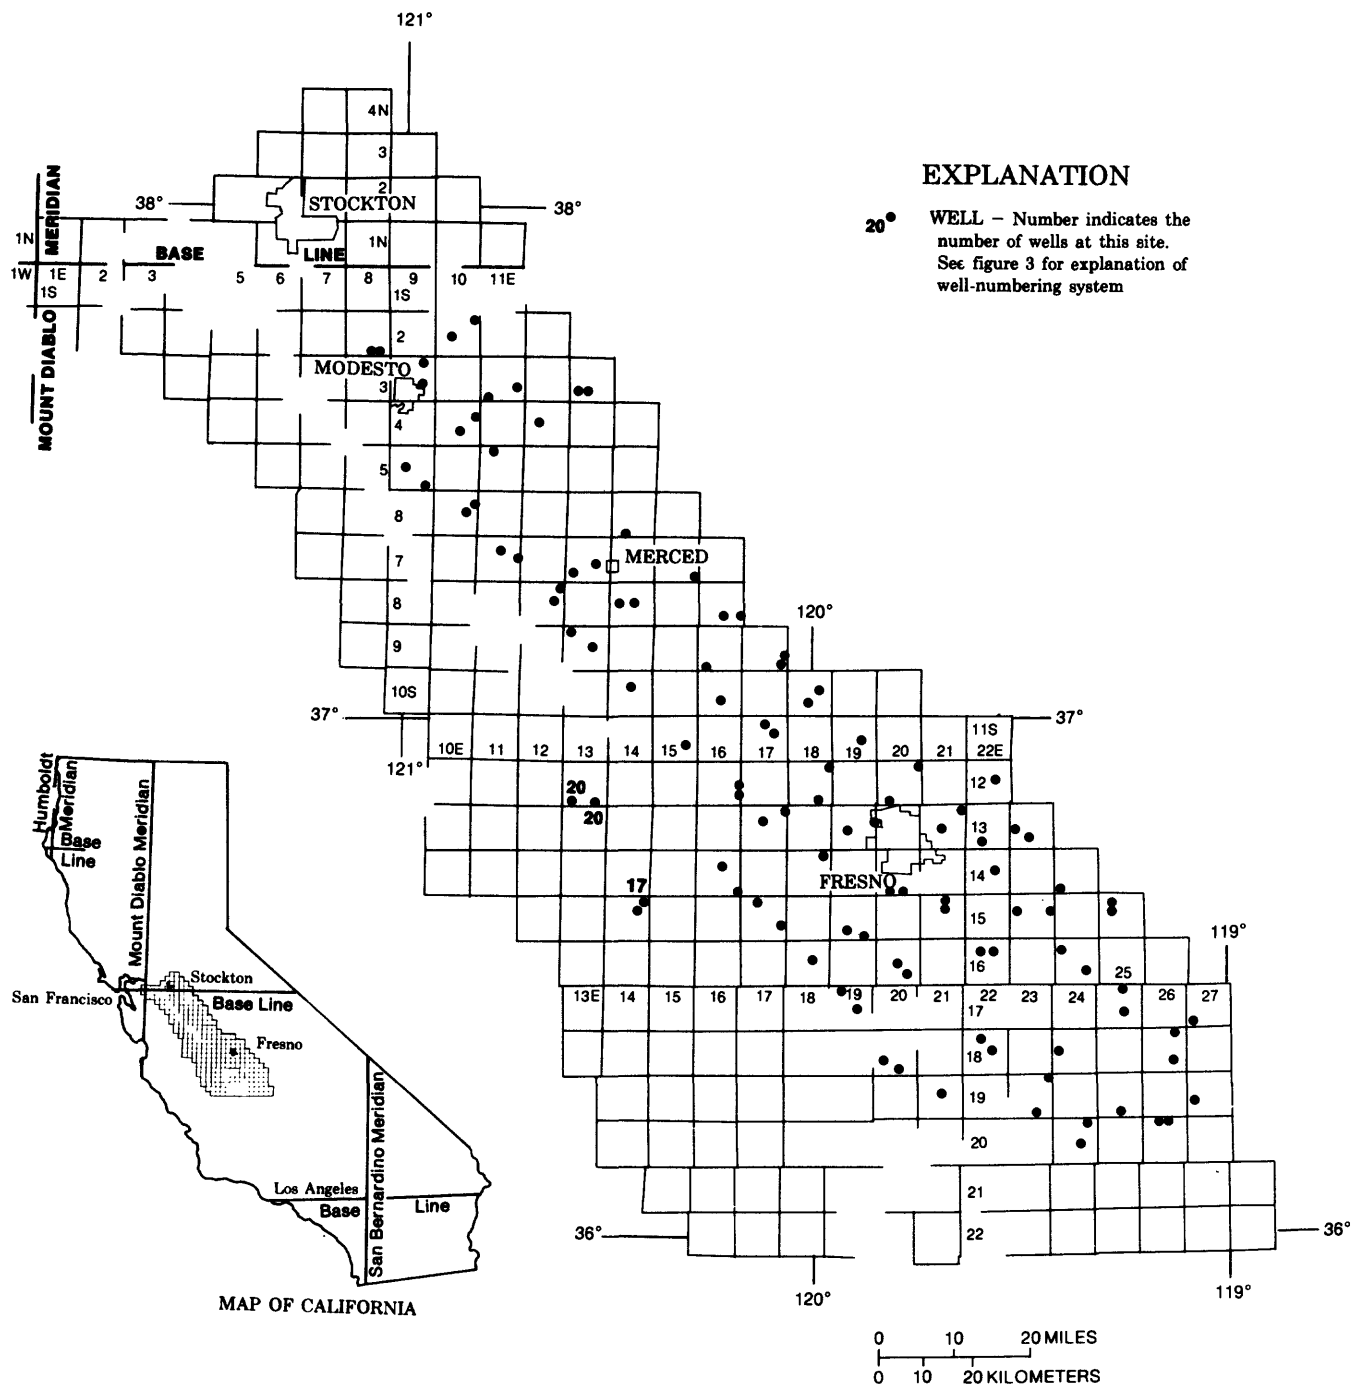 121°
4N
3
2
38°
STOCKTON
38°
1N
1N
BASE
LINE
MERIDIAN
MOUNT DIABLO
1W
1E
2
3
5
6
7
8
9
10
11E
1S
1S
2
MODESTO
3
2
4
5
8
7
MERCED
8
9
10S
120°
37°
37°
121°
11S
10E
11
12
13
14
15
16
17
18
19
20
21
22E
12
20
20
13
14
FRESNO
17
15
16
25
119°
13E
14
15
16
17
18
19
20
21
22
23
24
26
27
17
18
19
20
21
22
36°
36°
120°
119°
EXPLANATION
20
WELL – Number indicates the
number of wells at this site.
See figure 3 for explanation of
well-numbering system
Humboldt
Meridian
Base
Line
Mount Diablo Meridian
Stockton
San Francisco
Base Line
Fresno
San Bernardino Meridian
Los Angeles
Base
Line
MAP OF CALIFORNIA
0 10 20 MILES
0 10 20 KILOMETERS